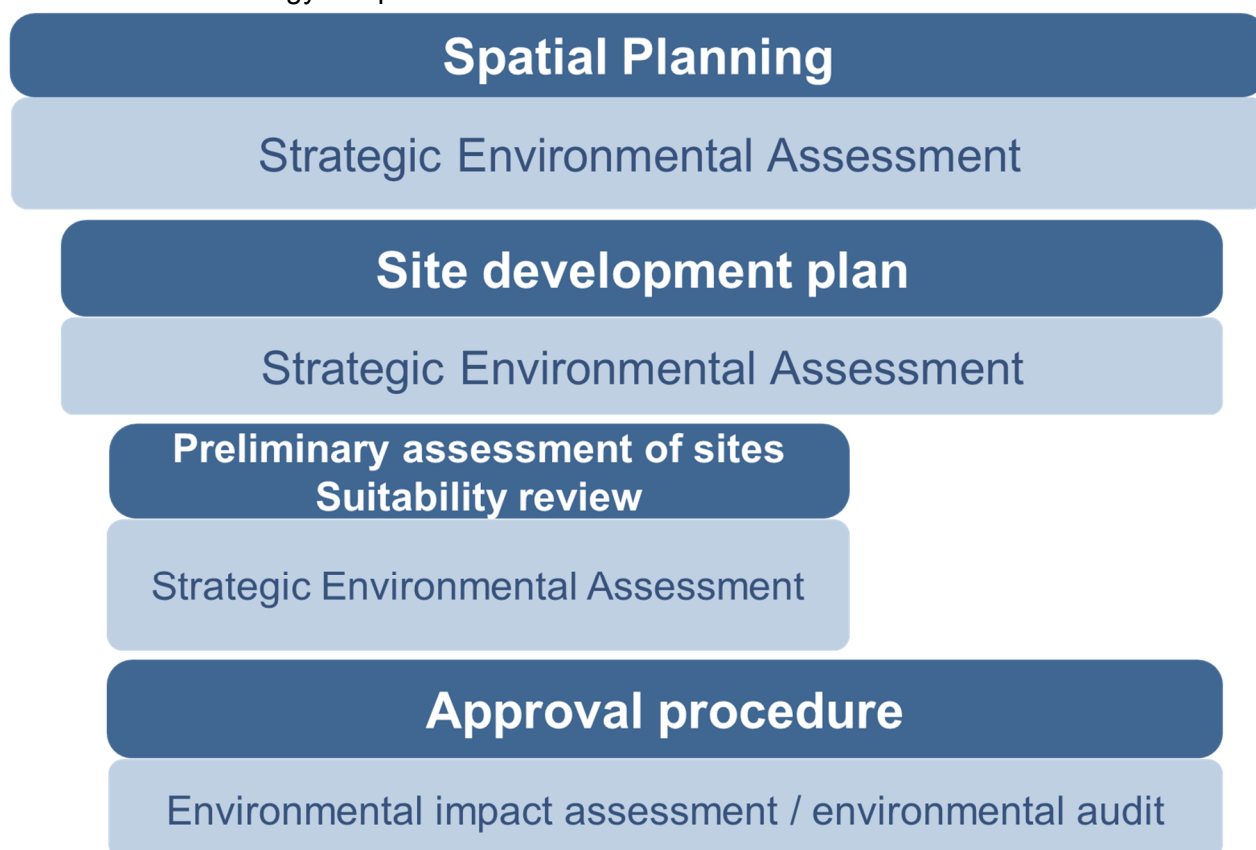 Spatial Planning
Strategic Environmental Assessment
Site development plan
Strategic Environmental Assessment
Preliminary assessment of sites
Suitability review
Strategic Environmental Assessment
Approval procedure
Environmental impact assessment / environmental audit